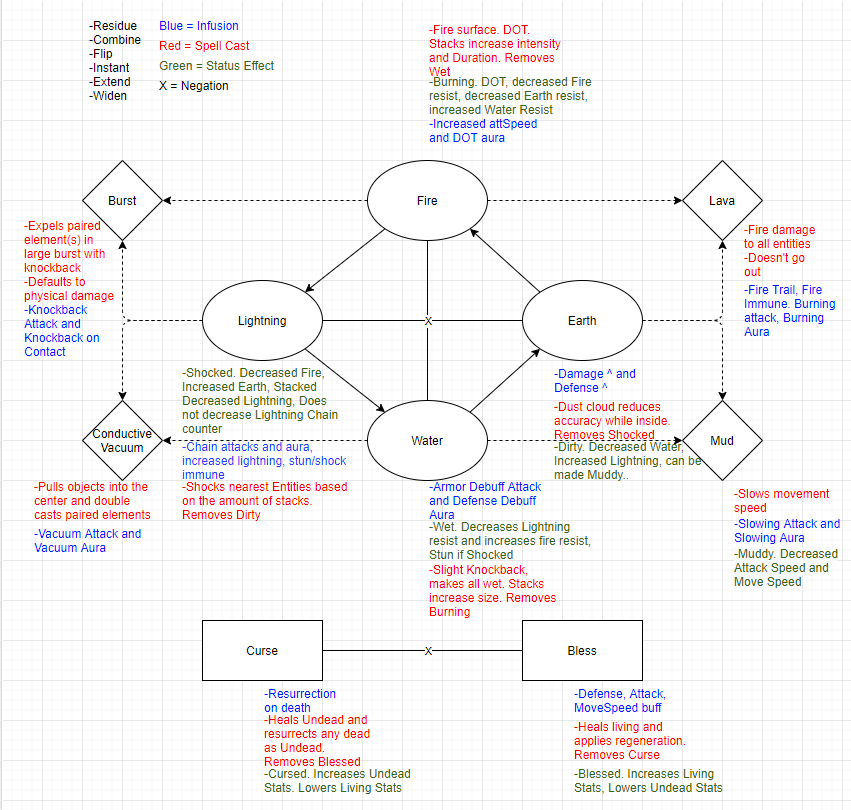 -Residue
-Combine
-Flip
-Instant
-Extend
-Widen
Blue = Infusion
Red = Spell Cast
Green = Status Effect
X = Negation
-Fire surface. DOT.
Stacks increase intensity
and Duration. Removes
Wet
-Burning. DOT, decreased Fire
resist, decreased Earth resist,
increased Water Resist
-Increased attSpeed
and DOT aura
Burst
Fire
Lava
-Expels paired
element(s) in
large burst with
knockback
-Defaults to
physical damage
-Knockback
Attack and
Knockback on
Contact
-Fire damage
to all entities
-Doesn't go
out
-Fire Trail, Fire
Immune. Burning
attack, Burning
Aura
Lightning
X
Earth
-Shocked. Decreased Fire,
Increased Earth, Stacked
Decreased Lightning, Does
not decrease Lightning Chain
counter
-Chain attacks and aura,
increased lightning, stun/shock
immune
-Shocks nearest Entities based
on the amount of stacks.
Removes Dirty
-Damage ^ and
Defense ^
-Dust cloud reduces
accuracy while inside.
Removes Shocked
-Dirty. Decreased Water,
Increased Lightning, can be
made Muddy..
Conductive
Vacuum
Water
Mud
-Pulls objects into the
center and double
casts paired elements
-Vacuum Attack and
Vacuum Aura
-Armor Debuff Attack
and Defense Debuff
Aura
-Wet. Decreases Lightning
resist and increases fire resist,
Stun if Shocked
-Slight Knockback,
makes all wet. Stacks
increase size. Removes
Burning
-Slows movement
speed
-Slowing Attack and
Slowing Aura
-Muddy. Decreased
Attack Speed and
Move Speed
Curse
X
Bless
-Resurrection
on death
-Heals Undead and
resurrects any dead
as Undead.
Removes Blessed
-Cursed. Increases Undead
Stats. Lowers Living Stats
-Defense, Attack,
MoveSpeed buff
-Heals living and
applies regeneration.
Removes Curse
-Blessed. Increases Living
Stats, Lowers Undead Stats